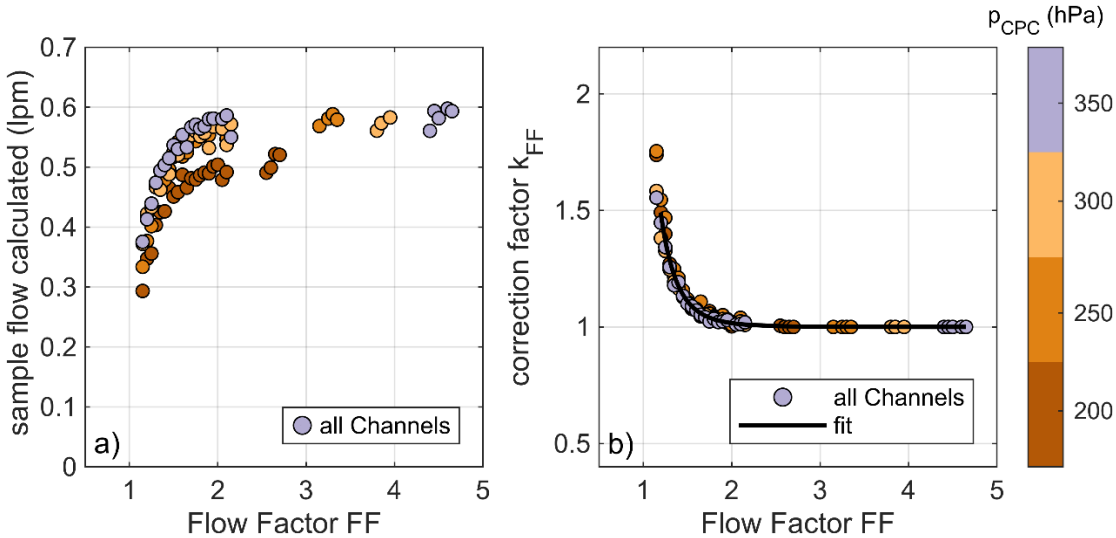 0.7
0.6
0.5
0.4
0.3
0.2
0.1
0
sample flow calculated (lpm)
a)
all Channels
1 2 3 4 5
Flow Factor FF
2
1.5
1
0.5
correction factor k_FF
b)
all Channels
fit
1 2 3 4 5
Flow Factor FF
p_CPC (hPa)
350
300
250
200